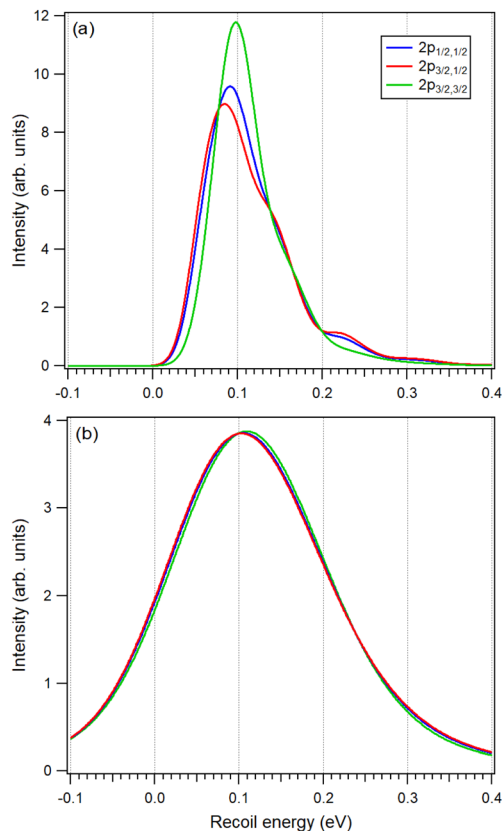 (a)
2p1/2,1/2
2p3/2,1/2
2p3/2,3/2
Intensity (arb. units)
12
10
8
6
4
2
0
-0.1 0.0 0.1 0.2 0.3 0.4
(b)
Intensity (arb. units)
4
3
2
1
0
-0.1 0.0 0.1 0.2 0.3 0.4
Recoil energy (eV)